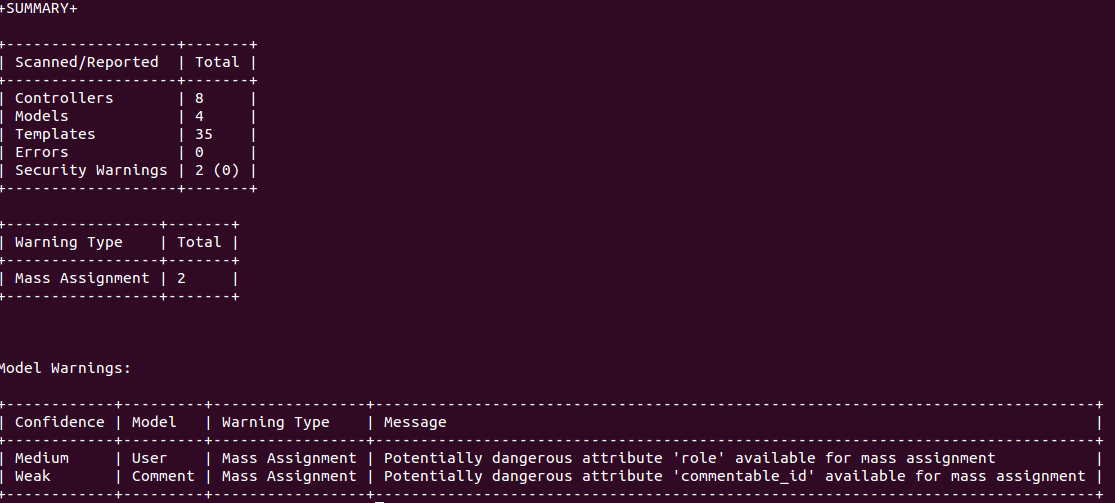 +SUMMARY+
+-------------------+-------+
| Scanned/Reported  | Total |
+-------------------+-------+
| Controllers       | 8     |
| Models            | 4     |
| Templates         | 35    |
| Errors            | 0     |
| Security Warnings | 2 (0) |
+-------------------+-------+
+-----------------+-------+
| Warning Type    | Total |
+-----------------+-------+
| Mass Assignment | 2     |
+-----------------+-------+
Model Warnings:
+------------+---------+-----------------+--------------------------------------------------------------------------------+
| Confidence | Model   | Warning Type    | Message                                                                        |
+------------+---------+-----------------+--------------------------------------------------------------------------------+
| Medium     | User    | Mass Assignment | Potentially dangerous attribute 'role' available for mass assignment           |
| Weak       | Comment | Mass Assignment | Potentially dangerous attribute 'commentable_id' available for mass assignment |
+------------+---------+-----------------+--------------------------------------------------------------------------------+